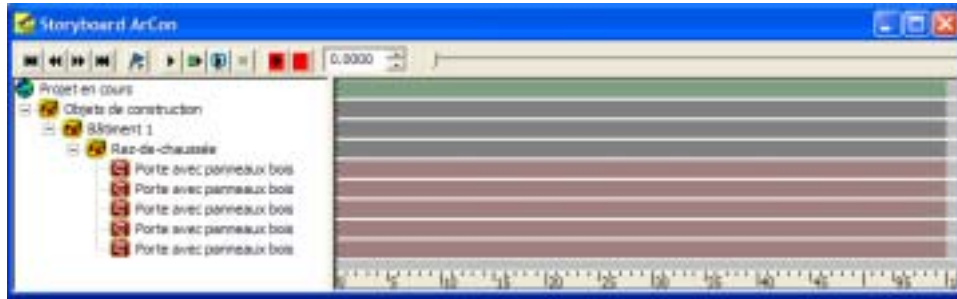 Storyboard ArCon
0.0000
Projet en cours
Objets de construction
Bâtiment 1
Rez-de-chaussée
Porte avec panneaux bois
Porte avec panneaux bois
Porte avec panneaux bois
Porte avec panneaux bois
Porte avec panneaux bois
0 5 10 15 20 25 30 35 40 45